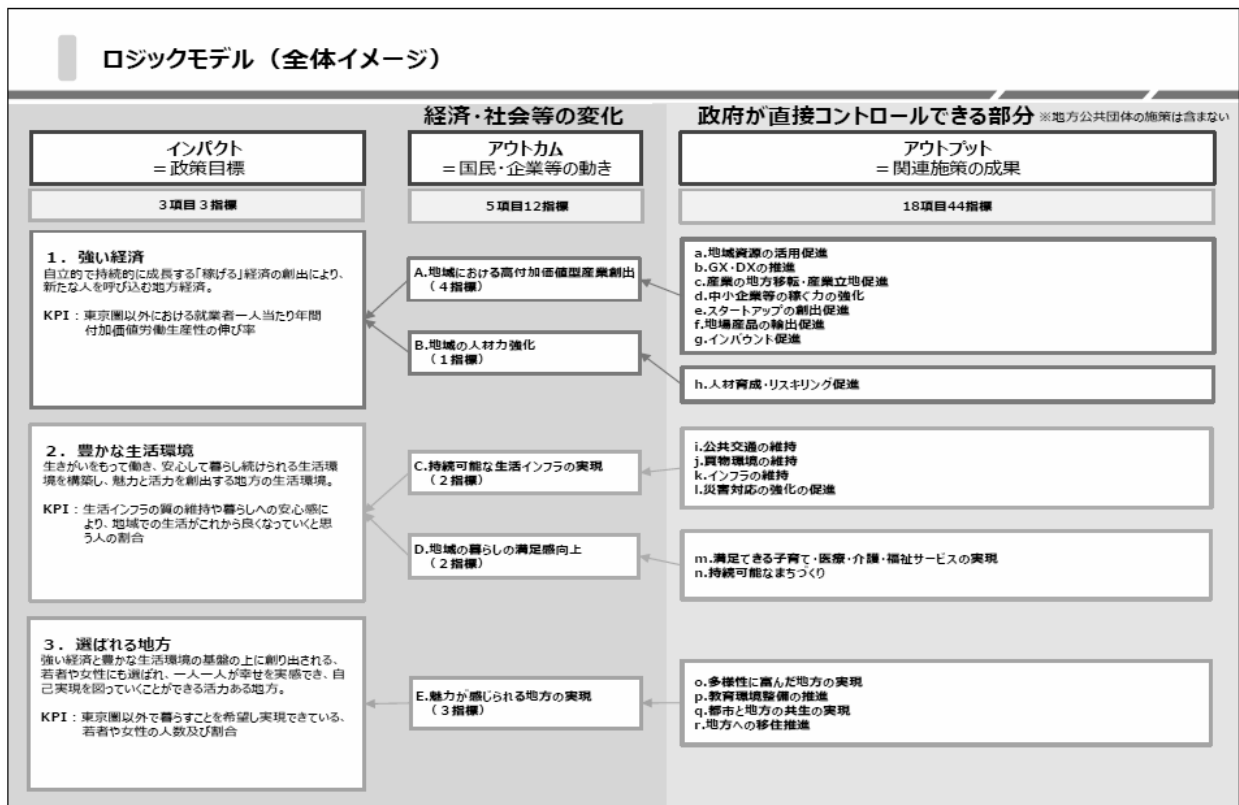 ロジックモデル（全体イメージ）
経済・社会等の変化
政府が直接コントロールできる部分 ※地方公共団体の施策は含まない
インパクト
＝政策目標
アウトカム
＝国民・企業等の動き
アウトプット
＝関連施策の成果
3項目3指標
5項目12指標
18項目44指標
1．強い経済
自立的で持続的に成長する「稼げる」経済の創出により、
新たな人を呼び込む地方経済。
KPI：東京圏以外における就業者一人当たり年間
付加価値労働生産性の伸び率
A.地域における高付加価値型産業創出
（4指標）
B.地域の人材力強化
（1指標）
a.地域資源の活用促進
b.GX・DXの推進
c.産業の地方移転・産業立地促進
d.中小企業等の稼ぐ力の強化
e.スタートアップの創出促進
f.地場産品の輸出促進
g.インバウンド促進
h.人材育成・リスキリング促進
2．豊かな生活環境
生きがいをもって働き、安心して暮らし続けられる生活環
境を構築し、魅力と活力を創出する地方の生活環境。
KPI：生活インフラの質の維持や暮らしへの安心感に
より、地域での生活がこれから良くなっていくと思
う人の割合
C.持続可能な生活インフラの実現
（2指標）
D.地域の暮らしの満足感向上
（2指標）
i.公共交通の維持
j.買物環境の維持
k.インフラの維持
l.災害対応の強化の促進
m.満足できる子育て・医療・介護・福祉サービスの実現
n.持続可能なまちづくり
3．選ばれる地方
強い経済と豊かな生活環境の基盤の上に創り出される、
若者や女性にも選ばれ、一人一人が幸せを実感でき、自
己実現を図っていくことができる活力ある地方。
KPI：東京圏以外で暮らすことを希望し実現できている、
若者や女性の人数及び割合
E.魅力が感じられる地方の実現
（3指標）
o.多様性に富んだ地方の実現
p.教育環境整備の推進
q.都市と地方の共生の実現
r.地方への移住推進